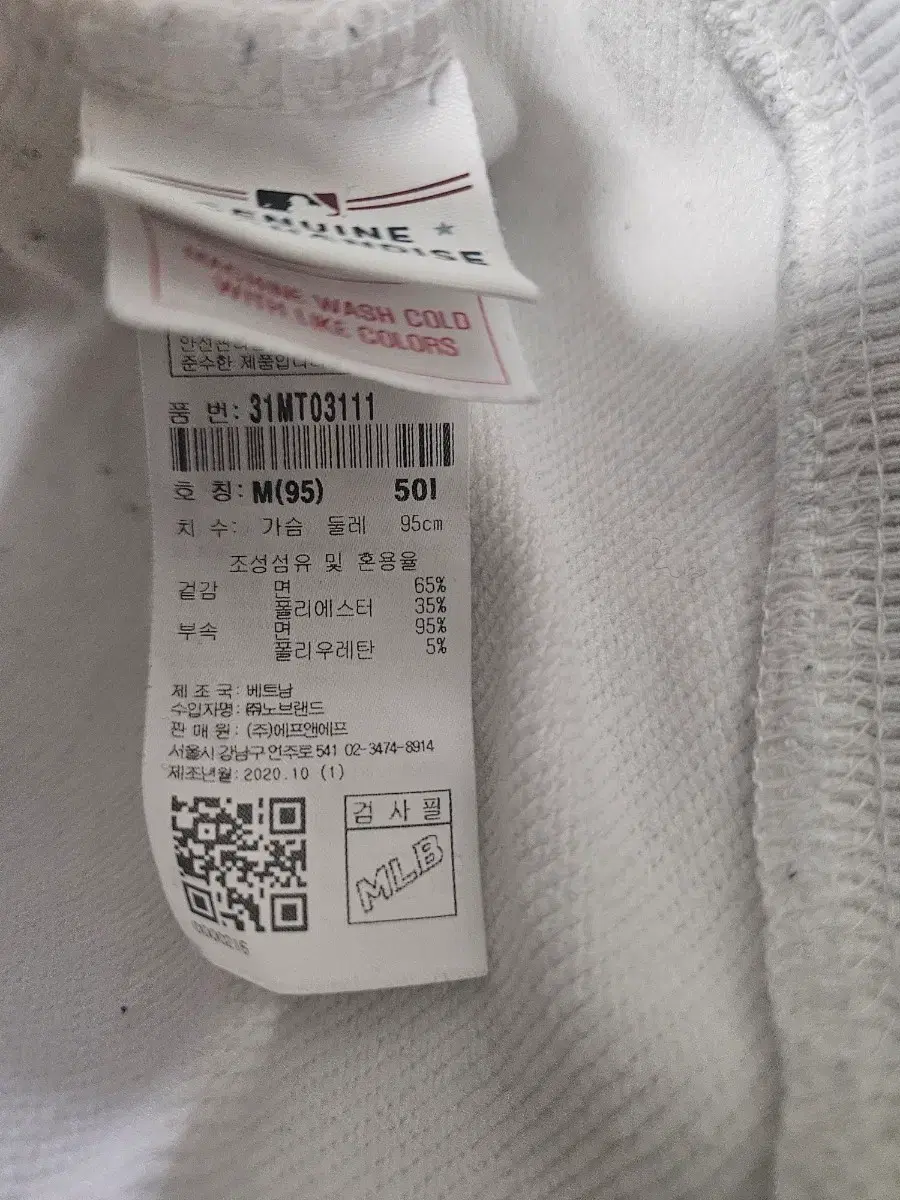 GENUINE
MACHINE WASH COLD
WITH LIKE COLORS
준수한 제품입니다
품 번: 31MT03111
호 칭: M(95) 50I
치 수: 가슴 둘레 95cm
조성섬유 및 혼용율
겉감 면 65%
폴리에스터 35%
부속 면 95%
폴리우레탄 5%
제 조 국: 베트남
수입자명: ㈜노브랜드
판 매 원: (주)에프앤에프
서울시 강남구 언주로 541 02-3474-8914
제조년월: 2020.10 (1)
검 사 필
MLB